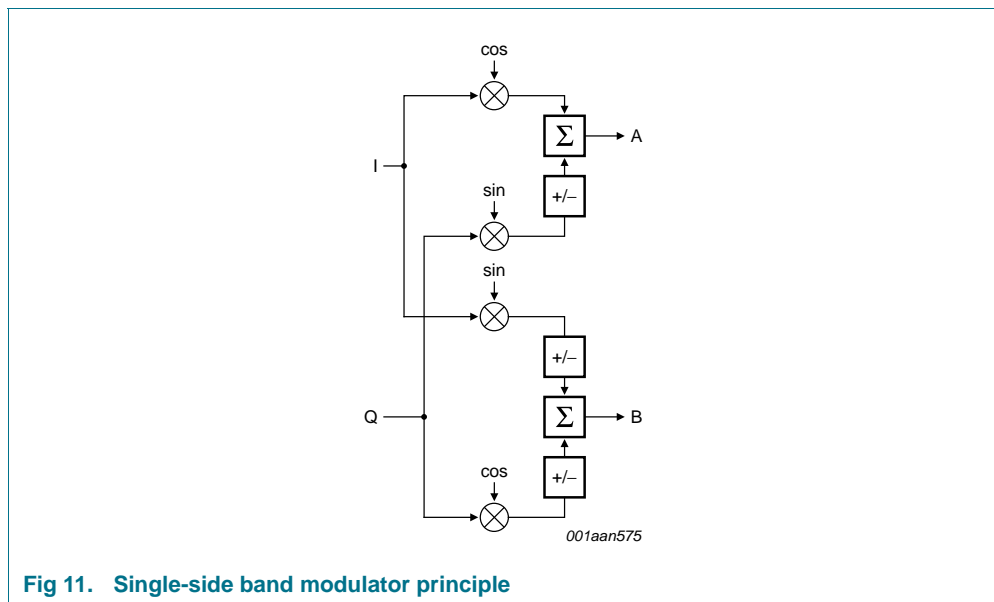 cos
Σ
A
I
+/−
sin
sin
+/−
Q
Σ
B
cos
+/−
001aan575
Fig 11. Single-side band modulator principle